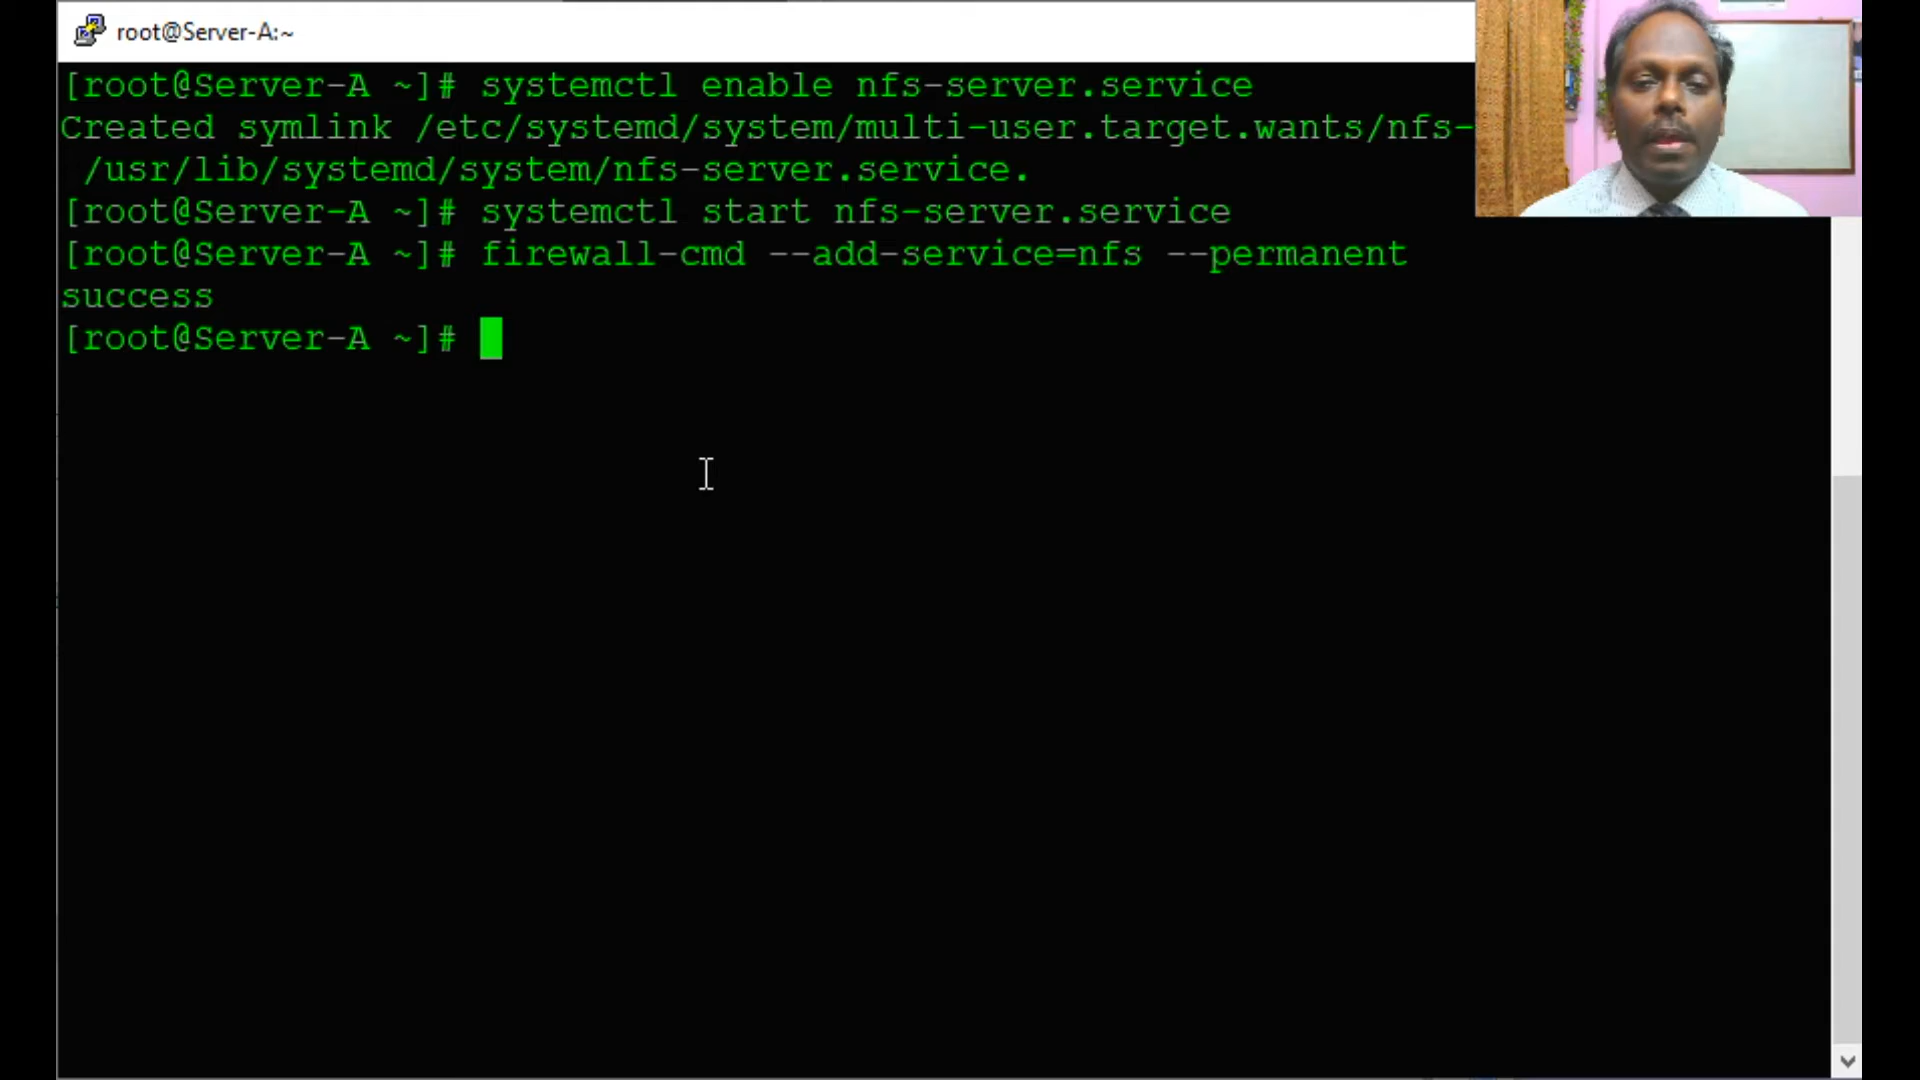 root@Server-A:~
[root@Server-A ~]# systemctl enable nfs-server.service
Created symlink /etc/systemd/system/multi-user.target.wants/nfs-
/usr/lib/systemd/system/nfs-server.service.
[root@Server-A ~]# systemctl start nfs-server.service
[root@Server-A ~]# firewall-cmd --add-service=nfs --permanent
success
[root@Server-A ~]#